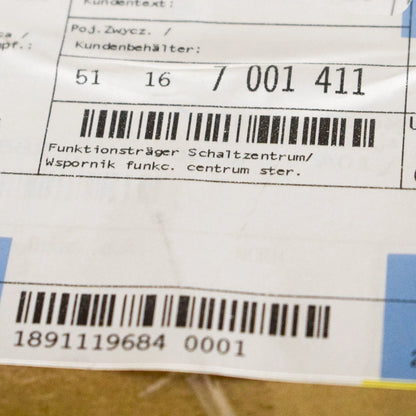 Kundentext:
Poj.Zwycz. /
Kundenbehälter:
51 16 7 001 411
Funktionsträger Schaltzentrum/
Wspornik funkc. centrum ster.
1891119684 0001